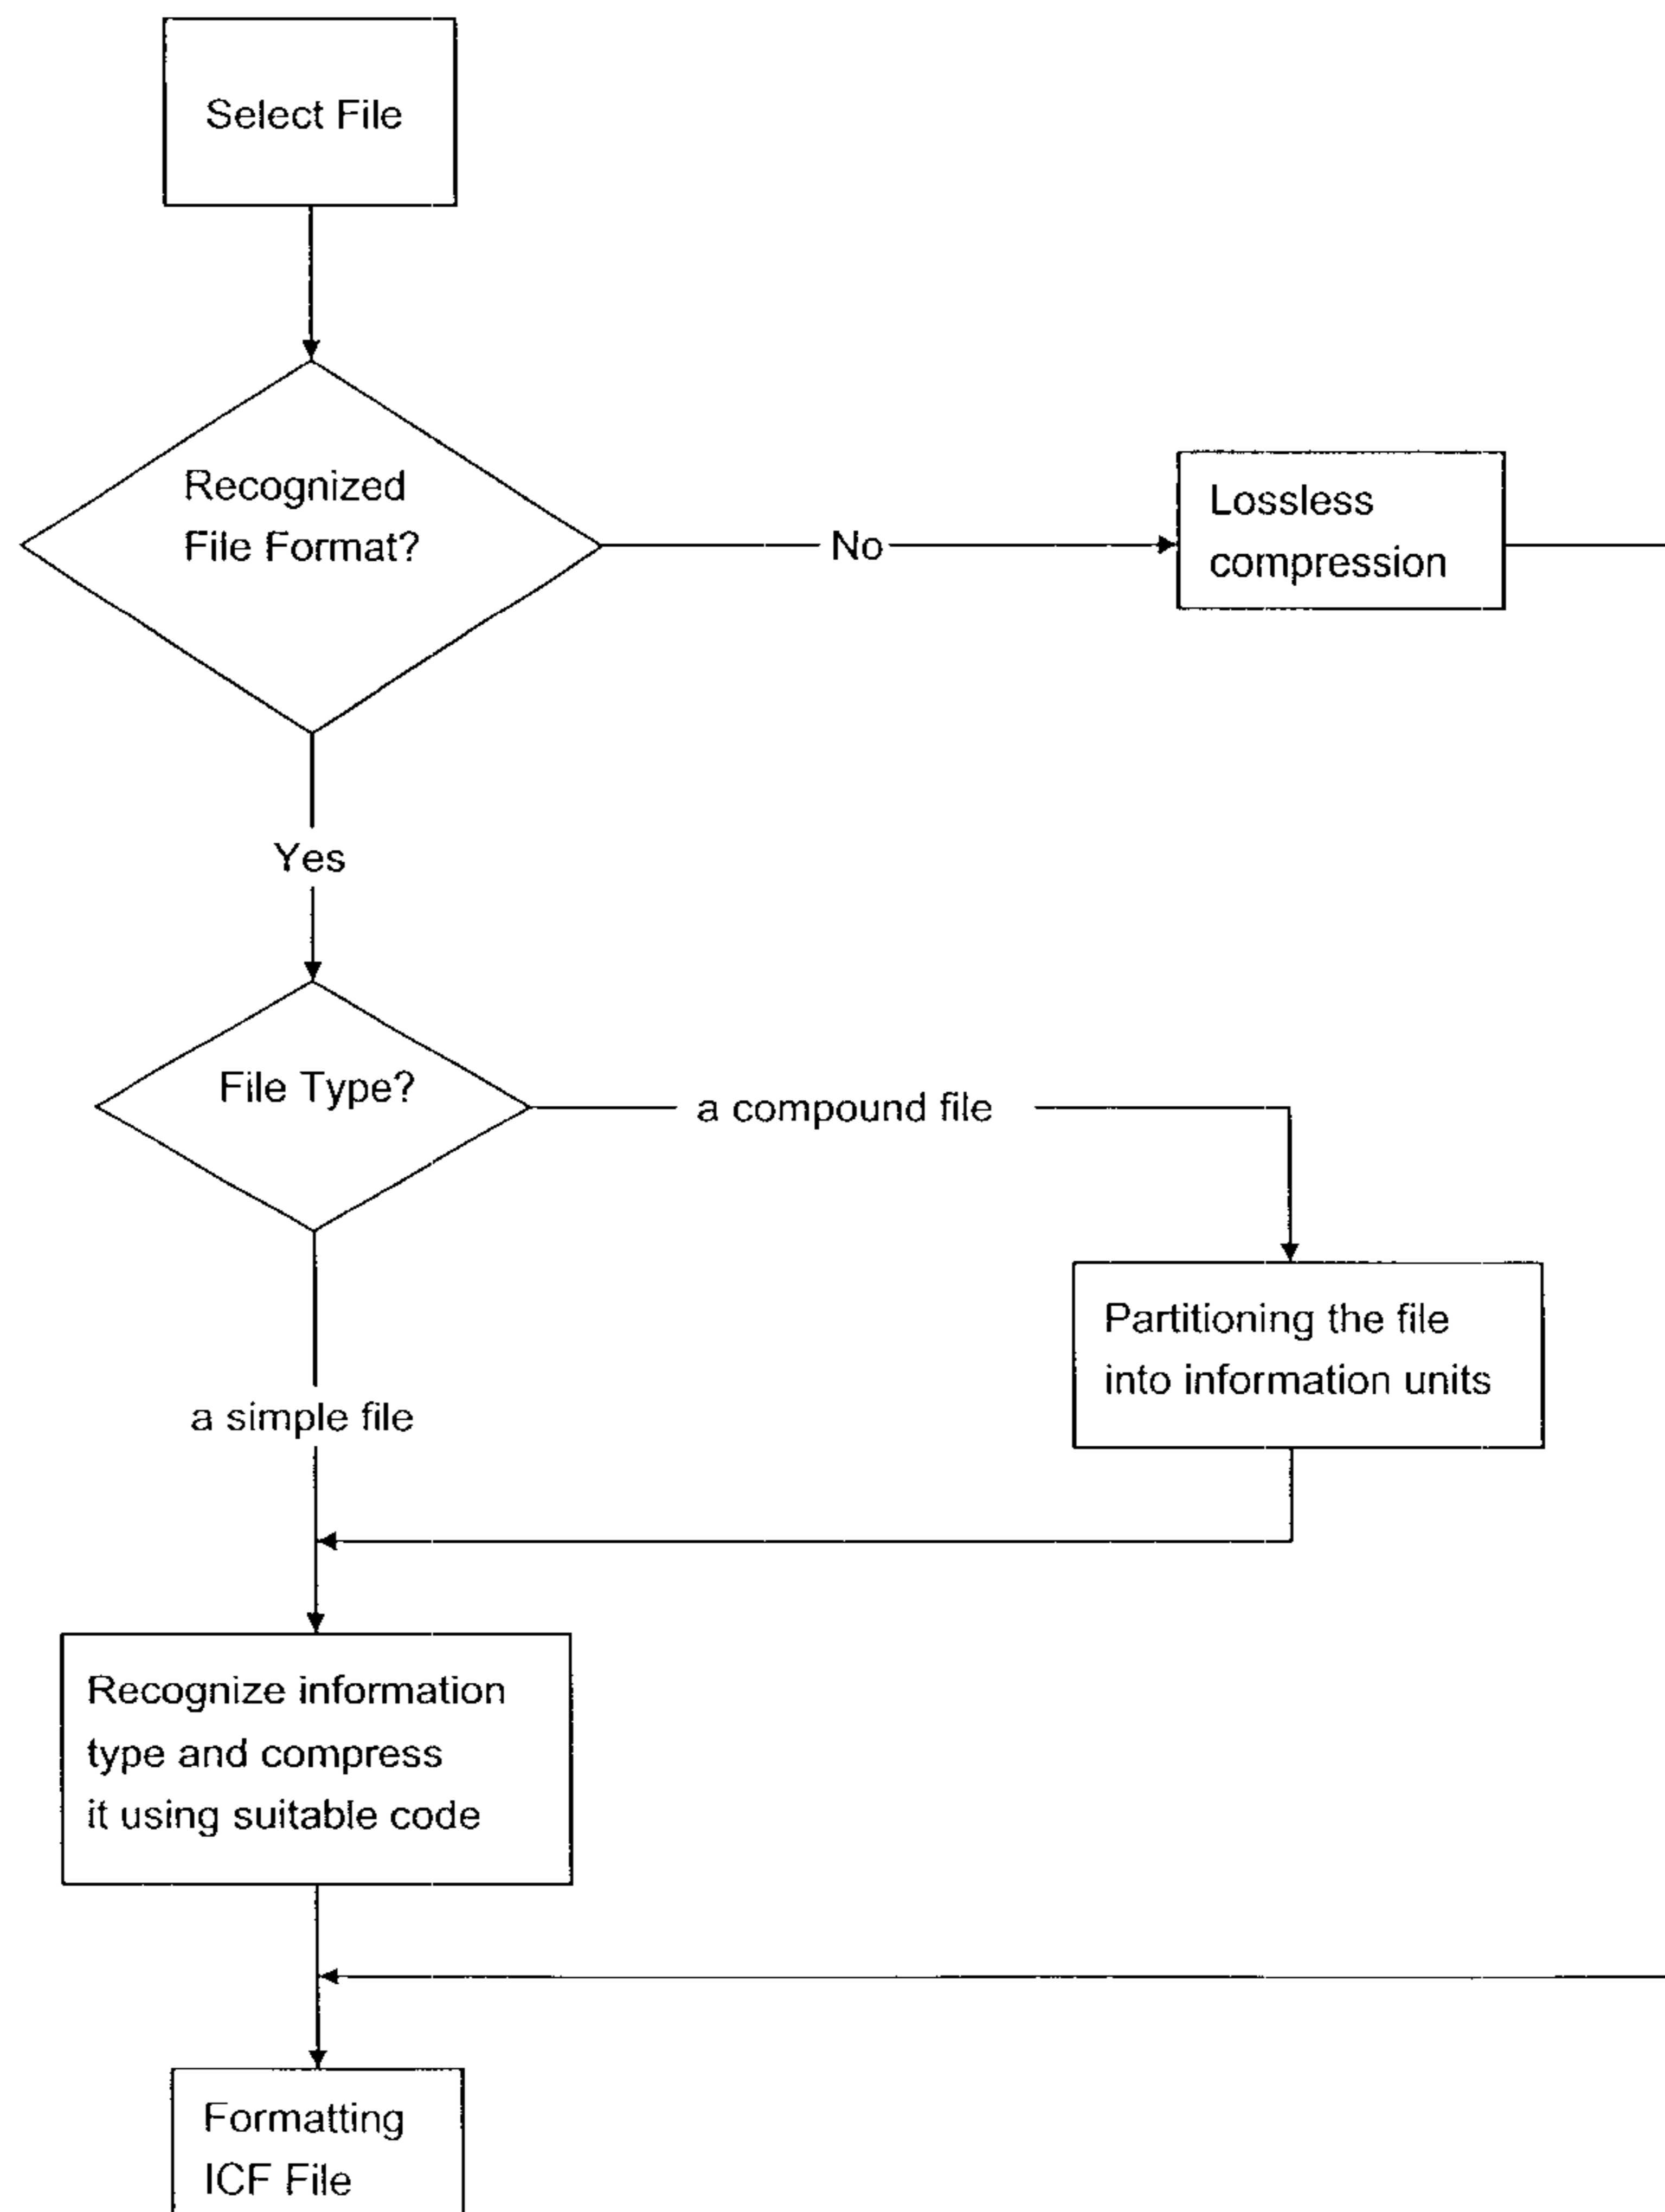 Select File
Recognized
File Format?
No
Lossless
compression
Yes
File Type?
a compound file
Partitioning the file
into information units
a simple file
Recognize information
type and compress
it using suitable code
Formatting
ICF File